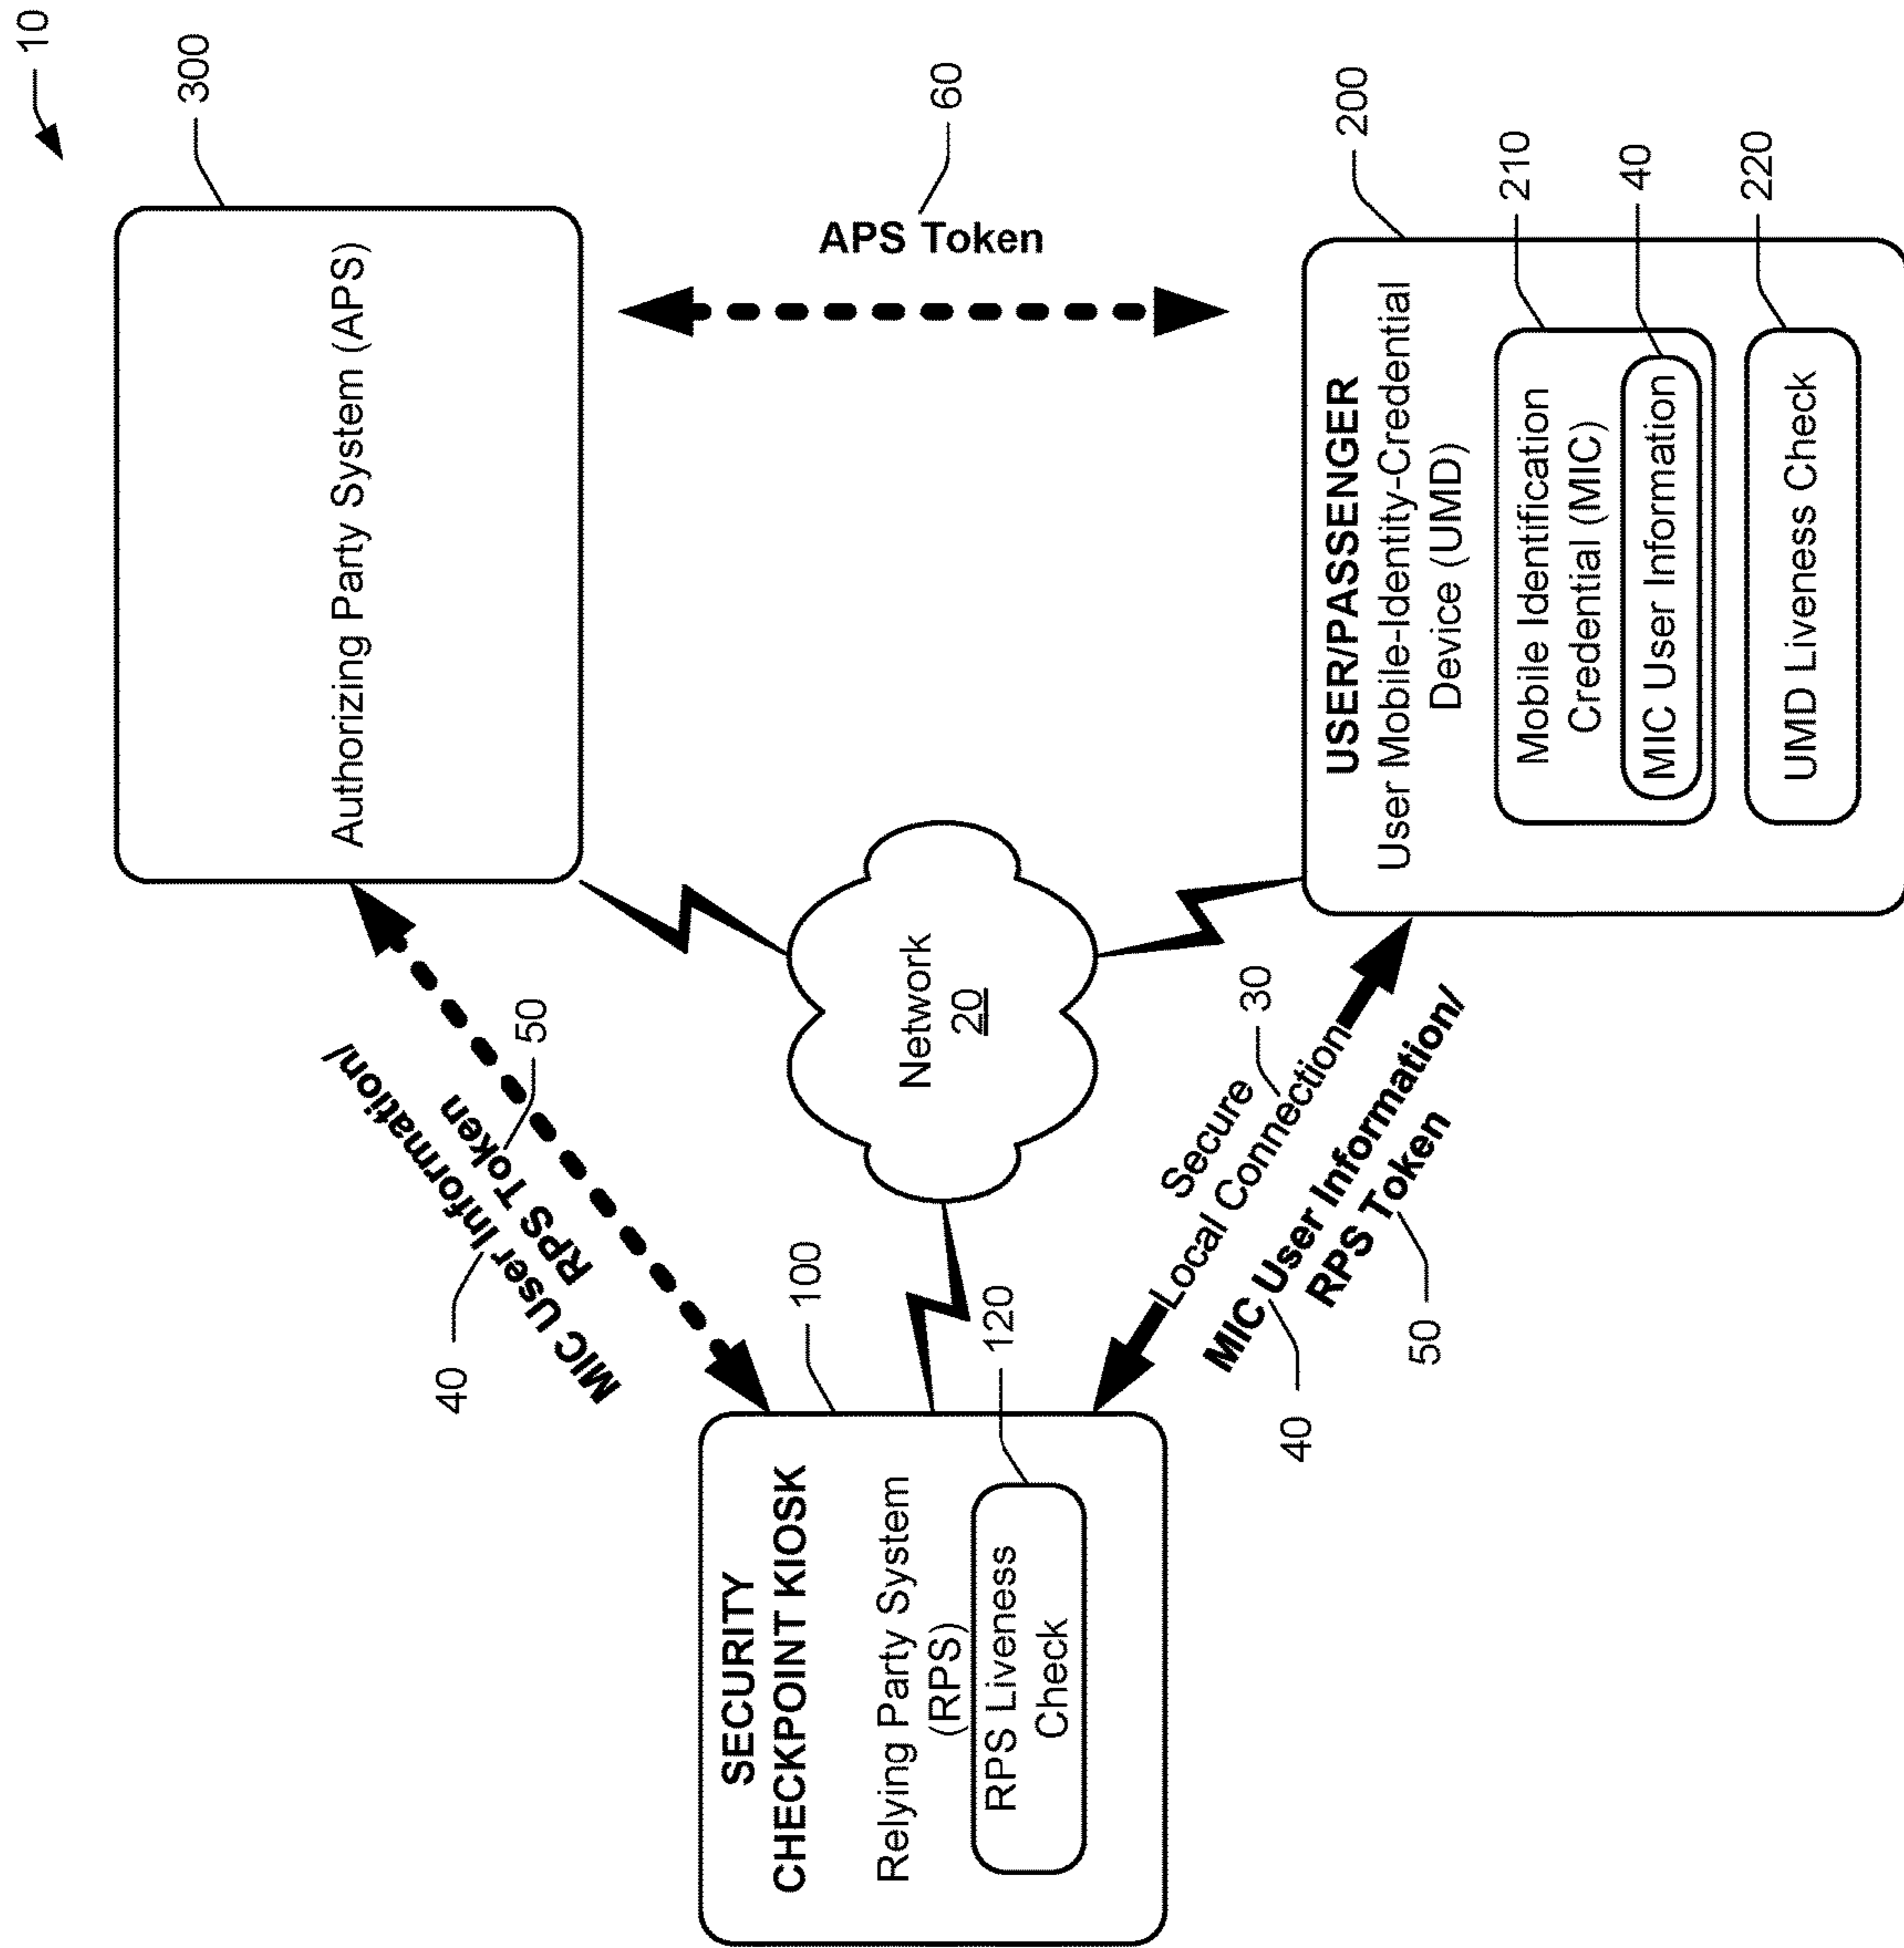 10
300
Authorizing Party System (APS)
60
APS Token
MIC User Information/
RPS Token
40
50
Network
20
SECURITY
CHECKPOINT KIOSK
Relying Party System
(RPS)
RPS Liveness
Check
100
120
Secure
Local Connection
30
MIC User Information/
RPS Token
40
50
200
USER/PASSENGER
User Mobile-Identity-Credential
Device (UMD)
210
Mobile Identification
Credential (MIC)
40
MIC User Information
220
UMD Liveness Check